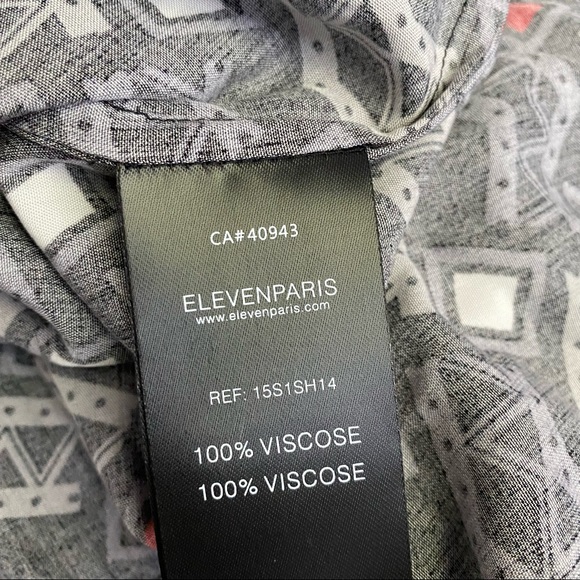 CA#40943
ELEVENPARIS
www.elevenparis.com
REF: 15S1SH14
100% VISCOSE
100% VISCOSE